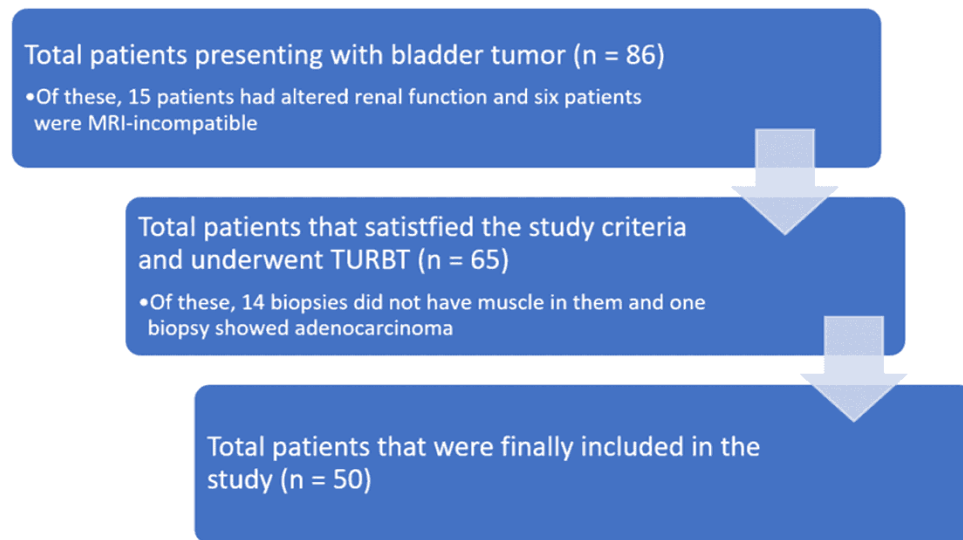 Total patients presenting with bladder tumor (n = 86)
•Of these, 15 patients had altered renal function and six patients
were MRI-incompatible
Total patients that satistfied the study criteria
and underwent TURBT (n = 65)
•Of these, 14 biopsies did not have muscle in them and one
biopsy showed adenocarcinoma
Total patients that were finally included in the
study (n = 50)